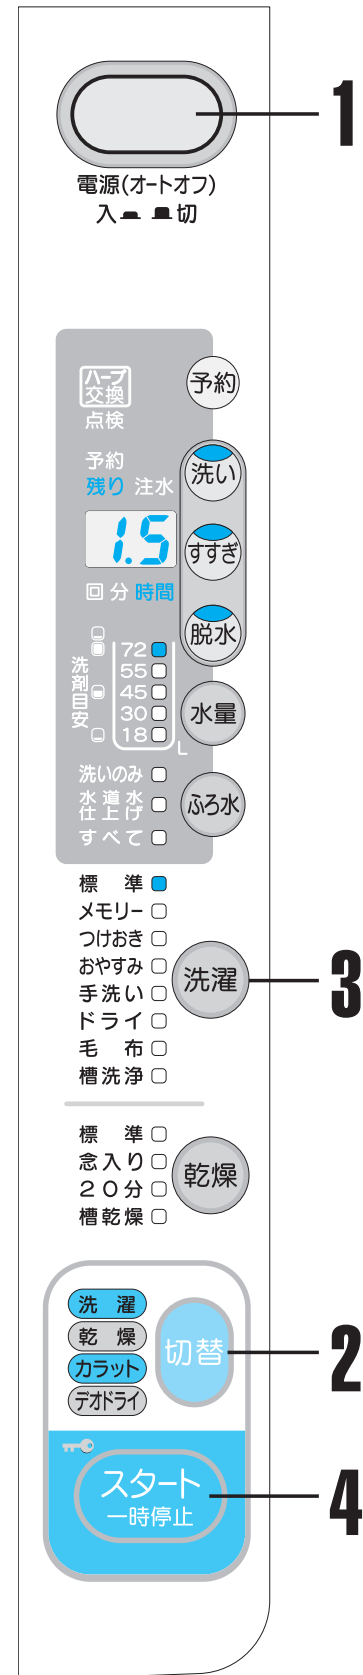 1
電源(オートオフ)
入 切
ハーブ
交換
点検
予約
予約
残り 注水
洗い
1.5
すすぎ
回 分 時間
脱水
洗剤目安
72
55
45
30
18
L
水量
洗いのみ
水道水
仕上げ
すべて
ふろ水
標準
メモリー
つけおき
おやすみ
手洗い
ドライ
毛布
槽洗浄
洗濯
3
標準
念入り
20分
槽乾燥
乾燥
洗濯
乾燥
カラット
デオドライ
切替
2
スタート
一時停止
4